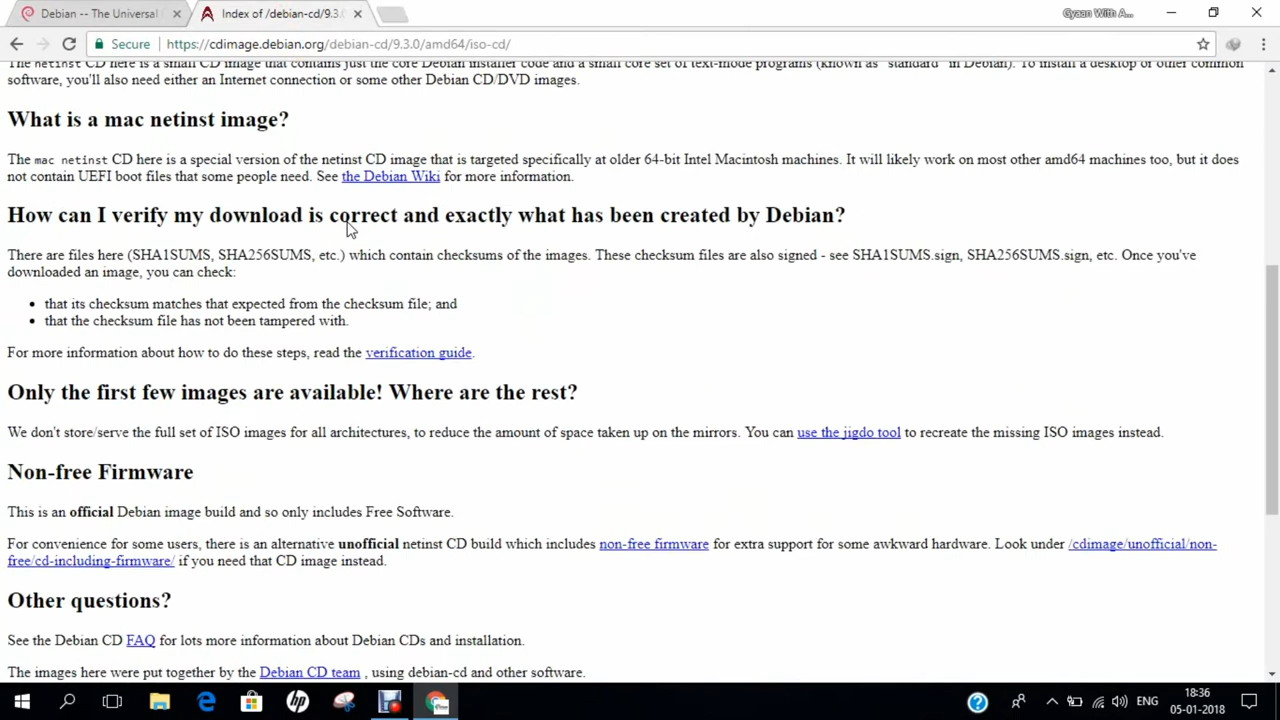 Debian -- The Universal
Index of /debian-cd/9.3.0
Gyaan With A...
Secure
https://cdimage.debian.org/debian-cd/9.3.0/amd64/iso-cd/
The netinst CD here is a small CD image that contains just the core Debian installer code and a small core set of text-mode programs (known as "standard" in Debian). To install a desktop or other common
software, you'll also need either an Internet connection or some other Debian CD/DVD images.
What is a mac netinst image?
The mac netinst CD here is a special version of the netinst CD image that is targeted specifically at older 64-bit Intel Macintosh machines. It will likely work on most other amd64 machines too, but it does
not contain UEFI boot files that some people need. See the Debian Wiki for more information.
How can I verify my download is correct and exactly what has been created by Debian?
There are files here (SHA1SUMS, SHA256SUMS, etc.) which contain checksums of the images. These checksum files are also signed - see SHA1SUMS.sign, SHA256SUMS.sign, etc. Once you've
downloaded an image, you can check:
• that its checksum matches that expected from the checksum file; and
• that the checksum file has not been tampered with.
For more information about how to do these steps, read the verification guide.
Only the first few images are available! Where are the rest?
We don't store/serve the full set of ISO images for all architectures, to reduce the amount of space taken up on the mirrors. You can use the jigdo tool to recreate the missing ISO images instead.
Non-free Firmware
This is an official Debian image build and so only includes Free Software.
For convenience for some users, there is an alternative unofficial netinst CD build which includes non-free firmware for extra support for some awkward hardware. Look under /cdimage/unofficial/non-
free/cd-including-firmware/ if you need that CD image instead.
Other questions?
See the Debian CD FAQ for lots more information about Debian CDs and installation.
The images here were put together by the Debian CD team , using debian-cd and other software.
hp
ENG
18:36
05-01-2018